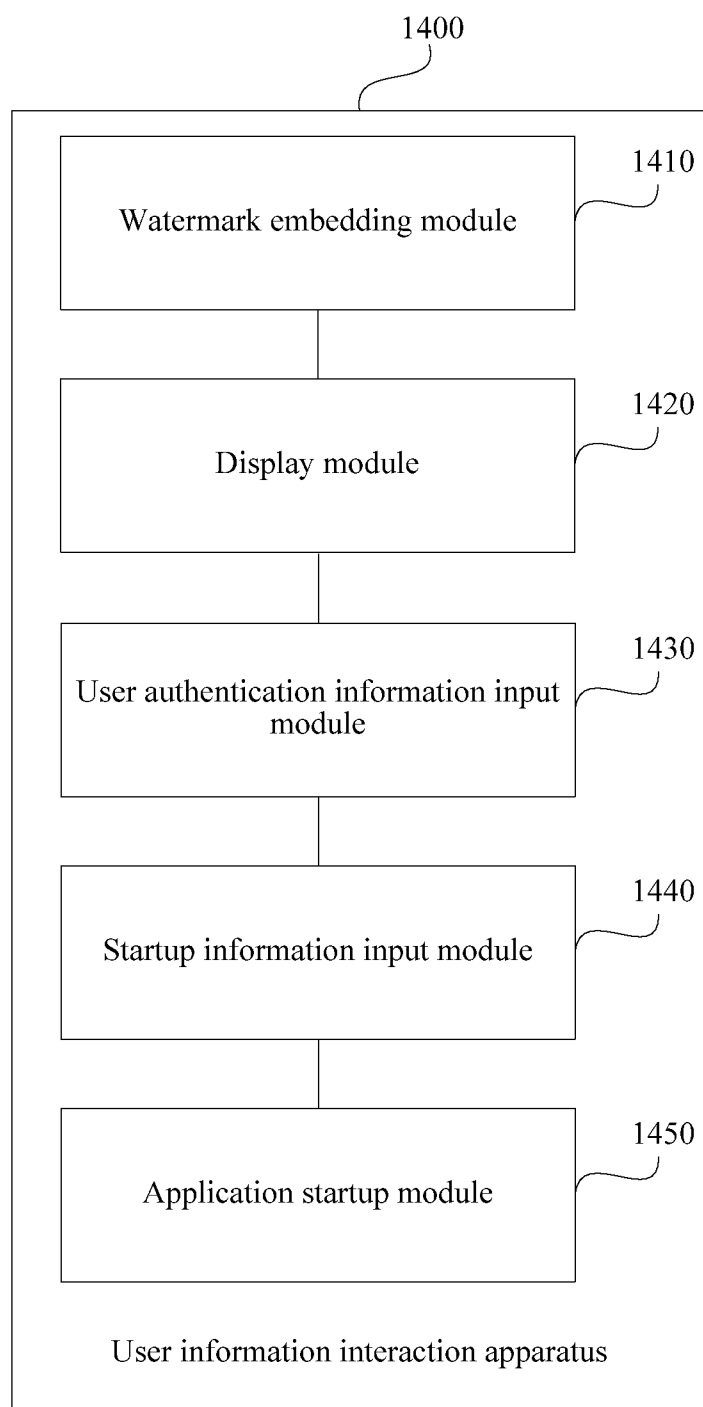 1400
1410
Watermark embedding module
1420
Display module
1430
User authentication information input
module
1440
Startup information input module
1450
Application startup module
User information interaction apparatus